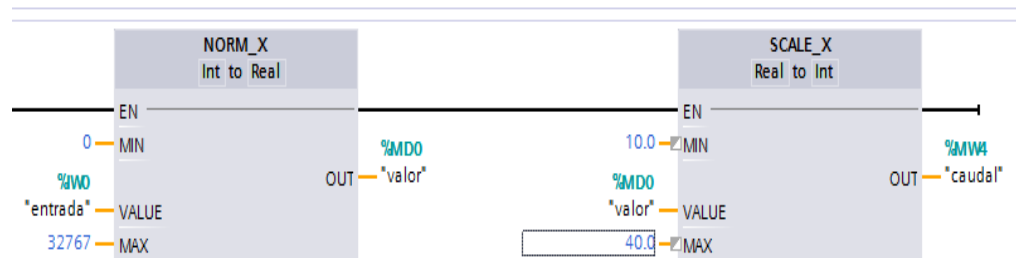 NORM_X
Int to Real
EN
0
MIN
%IW0
"entrada"
VALUE
32767
MAX
OUT
%MD0
"valor"
SCALE_X
Real to Int
EN
10.0
MIN
%MD0
"valor"
VALUE
40.0
MAX
OUT
%MW4
"caudal"